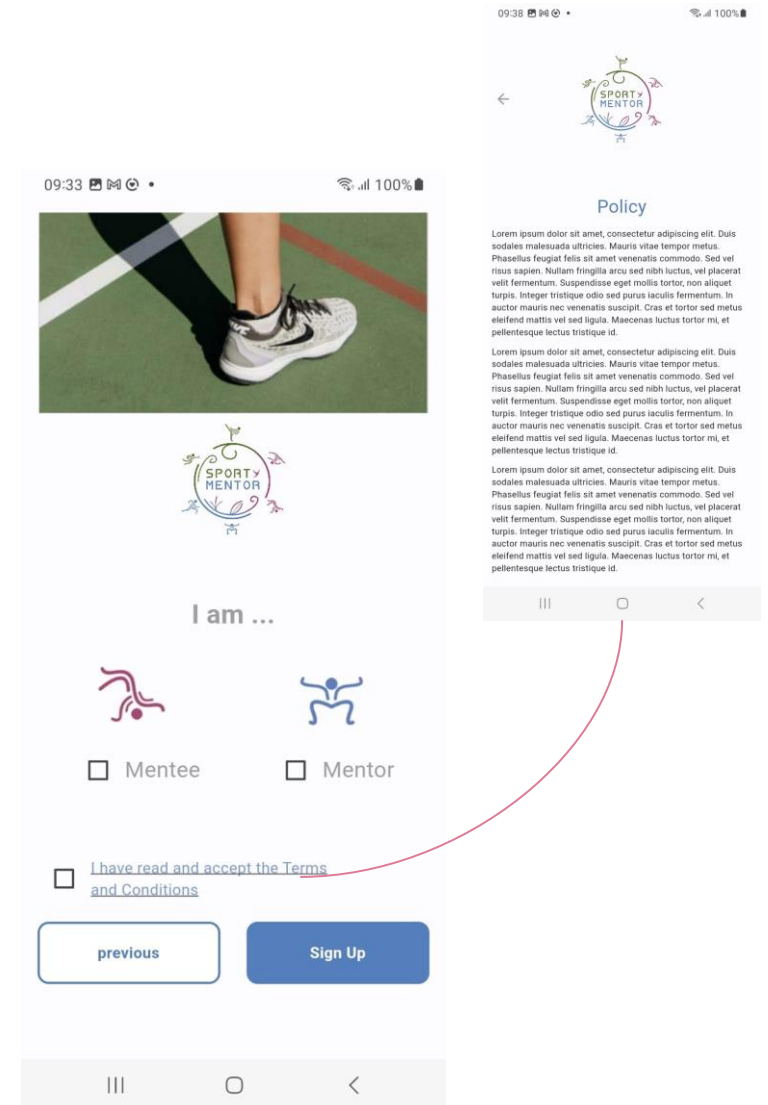 09:38
100%
SPORTY
MENTOR
Policy
Lorem ipsum dolor sit amet, consectetur adipiscing elit. Duis
sodales malesuada ultricies. Mauris vitae tempor metus.
Phasellus feugiat felis sit amet venenatis commodo. Sed vel
risus sapien. Nullam fringilla arcu sed nibh luctus, vel placerat
velit fermentum. Suspendisse eget mollis tortor, non aliquet
turpis. Integer tristique odio sed purus iaculis fermentum. In
auctor mauris nec venenatis suscipit. Cras et tortor sed metus
eleifend mattis vel sed ligula. Maecenas luctus tortor mi, et
pellentesque lectus tristique id.
Lorem ipsum dolor sit amet, consectetur adipiscing elit. Duis
sodales malesuada ultricies. Mauris vitae tempor metus.
Phasellus feugiat felis sit amet venenatis commodo. Sed vel
risus sapien. Nullam fringilla arcu sed nibh luctus, vel placerat
velit fermentum. Suspendisse eget mollis tortor, non aliquet
turpis. Integer tristique odio sed purus iaculis fermentum. In
auctor mauris nec venenatis suscipit. Cras et tortor sed metus
eleifend mattis vel sed ligula. Maecenas luctus tortor mi, et
pellentesque lectus tristique id.
Lorem ipsum dolor sit amet, consectetur adipiscing elit. Duis
sodales malesuada ultricies. Mauris vitae tempor metus.
Phasellus feugiat felis sit amet venenatis commodo. Sed vel
risus sapien. Nullam fringilla arcu sed nibh luctus, vel placerat
velit fermentum. Suspendisse eget mollis tortor, non aliquet
turpis. Integer tristique odio sed purus iaculis fermentum. In
auctor mauris nec venenatis suscipit. Cras et tortor sed metus
eleifend mattis vel sed ligula. Maecenas luctus tortor mi, et
pellentesque lectus tristique id.
09:33
100%
SPORTY
MENTOR
I am ...
Mentee
Mentor
I have read and accept the Terms
and Conditions
previous
Sign Up